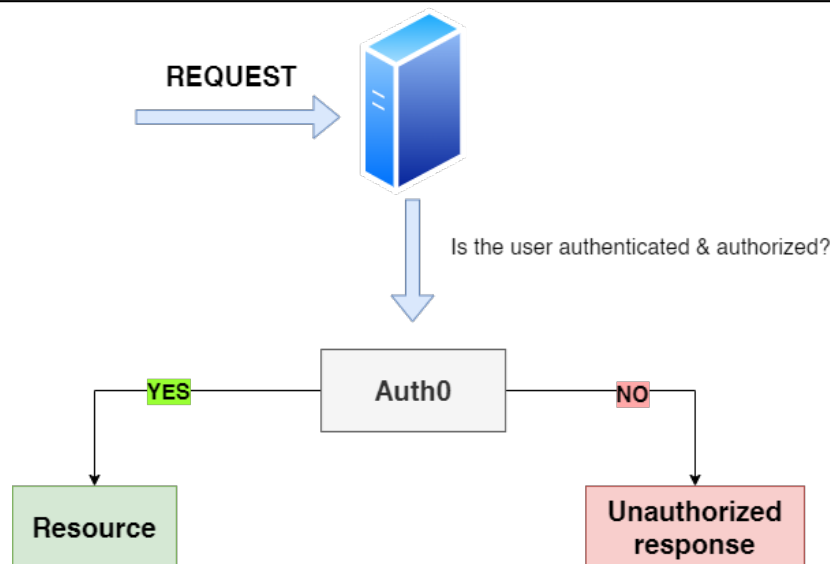 REQUEST
Is the user authenticated & authorized?
Auth0
YES
NO
Resource
Unauthorized
response